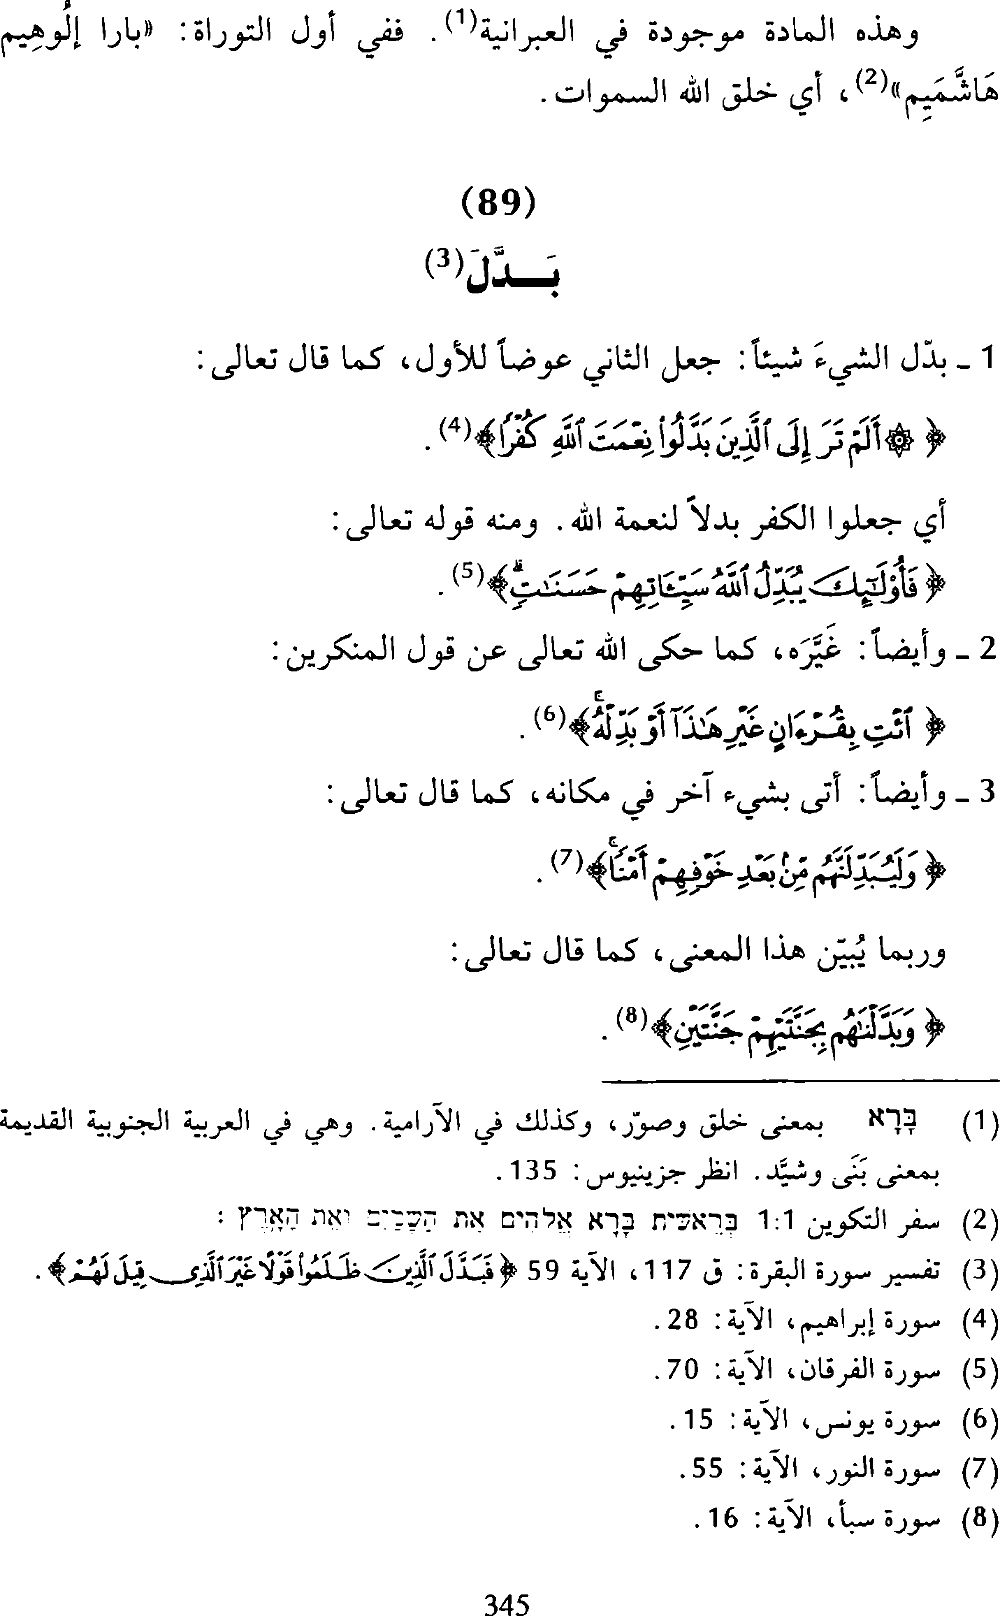 وهذه المادة موجودة في العبرانية(1). ففي أول التوراة: «بارا إلُوهِيم
هَاشَّمَيِم»(2)، أي خلق الله السموات.
(89)
بَــدَّلَ(3)
1 ـ بدّل الشيءَ شيئاً: جعل الثاني عوضاً للأول، كما قال تعالى:
﴿ ۞ أَلَمْ تَرَ إِلَى ٱلَّذِينَ بَدَّلُوا۟ نِعْمَتَ ٱللَّهِ كُفْرًا﴾(4).
أي جعلوا الكفر بدلاً لنعمة الله. ومنه قوله تعالى:
﴿ فَأُو۟لَـٰٓئِكَ يُبَدِّلُ ٱللَّهُ سَيِّـَٔاتِهِمْ حَسَنَـٰتٍۗ﴾(5).
2 ـ وأيضاً: غَيَّرَه، كما حكى الله تعالى عن قول المنكرين:
﴿ ٱئْتِ بِقُرْءَانٍ غَيْرِ هَـٰذَآ أَوْ بَدِّلْهُۚ﴾(6).
3 ـ وأيضاً: أتى بشيء آخر في مكانه، كما قال تعالى:
﴿ وَلَيُبَدِّلَنَّهُم مِّنۢ بَعْدِ خَوْفِهِمْ أَمْنًاۚ﴾(7).
وربما يُبيّن هذا المعنى، كما قال تعالى:
﴿ وَبَدَّلْنَـٰهُم بِجَنَّتَيْهِمْ جَنَّتَيْنِ﴾(8).
(1) בָּרָא بمعنى خلق وصوّر، وكذلك في الآرامية. وهي في العربية الجنوبية القديمة
بمعنى بَنَى وشيَّد. انظر جزينيوس: 135.
(2) سفر التكوين 1:1 בְּרֵאשִׁית בָּרָא אֱלֹהִים אֵת הַשָּׁמַיִם וְאֵת הָאָרֶץ :
(3) تفسير سورة البقرة: ق 117، الآية 59 ﴿ فَبَدَّلَ ٱلَّذِينَ ظَلَمُوا۟ قَوْلًا غَيْرَ ٱلَّذِى قِيلَ لَهُمْ﴾.
(4) سورة إبراهيم، الآية: 28.
(5) سورة الفرقان، الآية: 70.
(6) سورة يونس، الآية: 15.
(7) سورة النور، الآية: 55.
(8) سورة سبأ، الآية: 16.
345